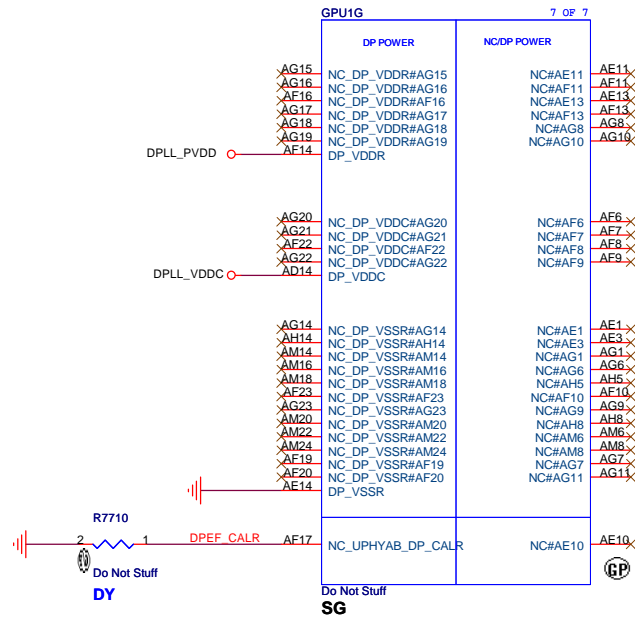 GPU1G 7 OF 7
DP POWER NC/DP POWER
AG15 NC_DP_VDDR#AG15 NC#AE11 AE11
AG16 NC_DP_VDDR#AG16 NC#AF11 AF11
AF16 NC_DP_VDDR#AF16 NC#AE13 AE13
AG17 NC_DP_VDDR#AG17 NC#AF13 AF13
AG18 NC_DP_VDDR#AG18 NC#AG8 AG8
AG19 NC_DP_VDDR#AG19 NC#AG10 AG10
DPLL_PVDD AF14 DP_VDDR
AG20 NC_DP_VDDC#AG20 NC#AF6 AF6
AG21 NC_DP_VDDC#AG21 NC#AF7 AF7
AF22 NC_DP_VDDC#AF22 NC#AF8 AF8
AG22 NC_DP_VDDC#AG22 NC#AF9 AF9
DPLL_VDDC AD14 DP_VDDC
AG14 NC_DP_VSSR#AG14 NC#AE1 AE1
AH14 NC_DP_VSSR#AH14 NC#AE3 AE3
AM14 NC_DP_VSSR#AM14 NC#AG1 AG1
AM16 NC_DP_VSSR#AM16 NC#AG6 AG6
AM18 NC_DP_VSSR#AM18 NC#AH5 AH5
AF23 NC_DP_VSSR#AF23 NC#AF10 AF10
AG23 NC_DP_VSSR#AG23 NC#AG9 AG9
AM20 NC_DP_VSSR#AM20 NC#AH8 AH8
AM22 NC_DP_VSSR#AM22 NC#AM6 AM6
AM24 NC_DP_VSSR#AM24 NC#AM8 AM8
AF19 NC_DP_VSSR#AF19 NC#AG7 AG7
AF20 NC_DP_VSSR#AF20 NC#AG11 AG11
AE14 DP_VSSR
R7710
2 1 DPEF_CALR AF17 NC_UPHYAB_DP_CALR NC#AE10 AE10
GP
Do Not Stuff
DY
Do Not Stuff
SG